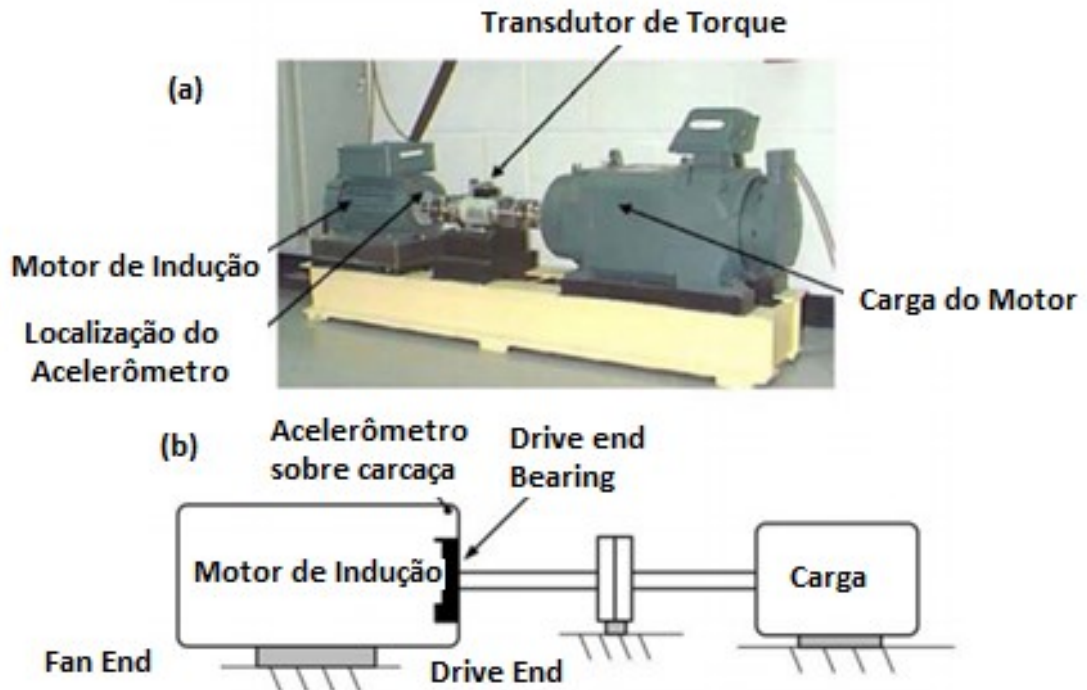 Transdutor de Torque
(a)
Motor de Indução
Localização do
Acelerômetro
Carga do Motor
(b)
Acelerômetro
sobre carcaça
Drive end
Bearing
Motor de Indução
Carga
Fan End
Drive End